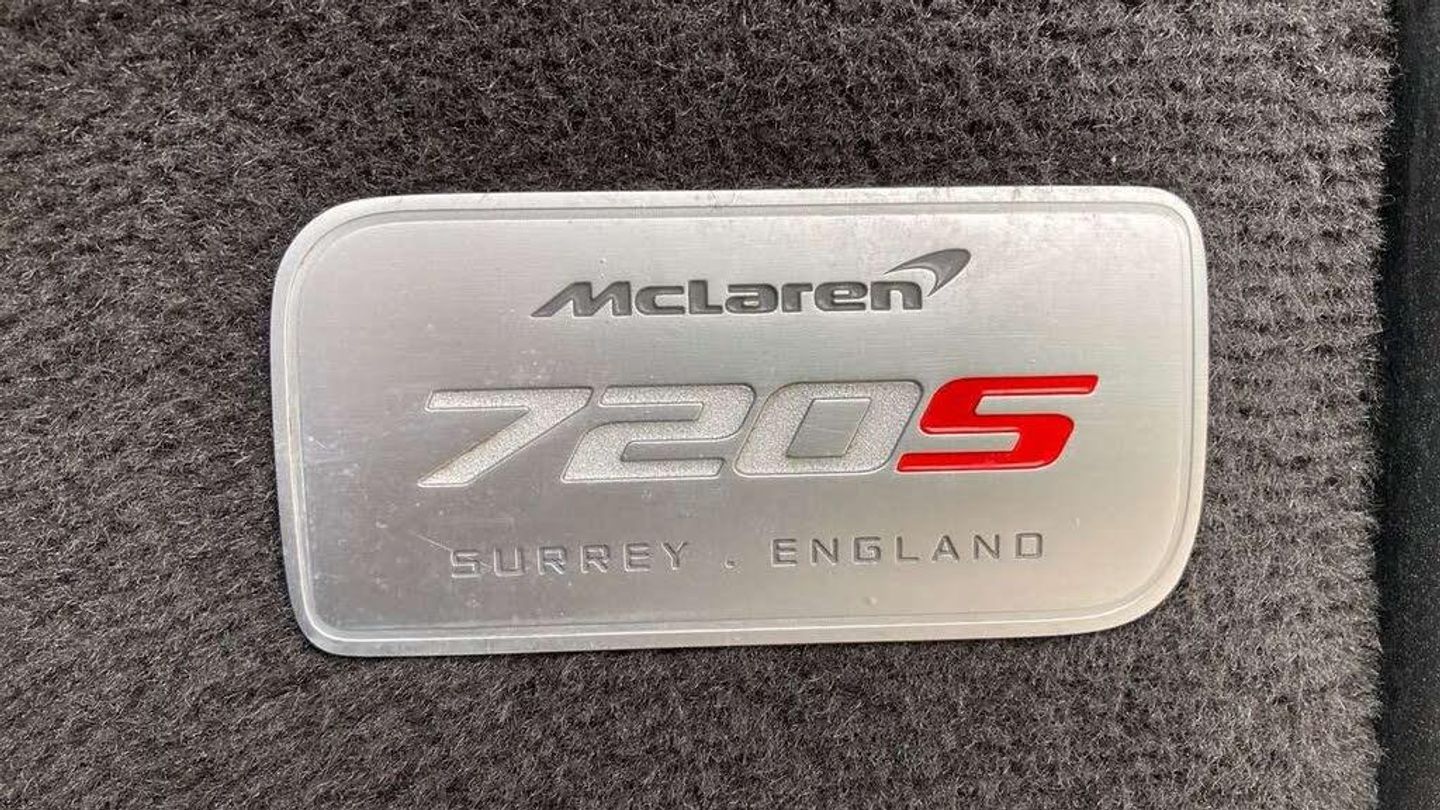 McLaren
720S
SURREY . ENGLAND